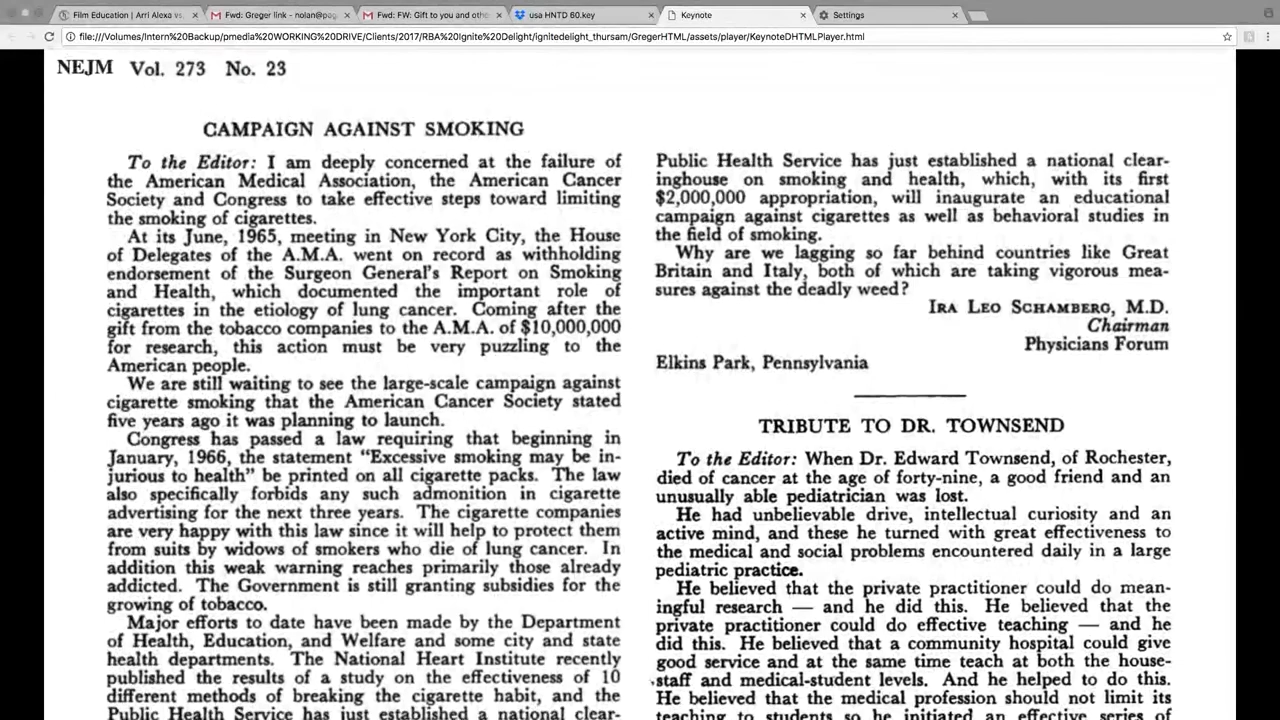 Film Education | Arri Alexa vs.
Fwd: Greger link - nolan@pag
Fwd: FW: Gift to you and othe
usa HNTD 60.key
Keynote
Settings
file:///Volumes/Intern%20Backup/pmedia%20WORKING%20DRIVE/Clients/2017/RBA%20Ignite%20Delight/ignitedelight_thursam/GregerHTML/assets/player/KeynoteDHTMLPlayer.html
NEJM Vol. 273 No. 23
CAMPAIGN AGAINST SMOKING
To the Editor: I am deeply concerned at the failure of
the American Medical Association, the American Cancer
Society and Congress to take effective steps toward limiting
the smoking of cigarettes.
At its June, 1965, meeting in New York City, the House
of Delegates of the A.M.A. went on record as withholding
endorsement of the Surgeon General's Report on Smoking
and Health, which documented the important role of
cigarettes in the etiology of lung cancer. Coming after the
gift from the tobacco companies to the A.M.A. of $10,000,000
for research, this action must be very puzzling to the
American people.
We are still waiting to see the large-scale campaign against
cigarette smoking that the American Cancer Society stated
five years ago it was planning to launch.
Congress has passed a law requiring that beginning in
January, 1966, the statement "Excessive smoking may be in-
jurious to health" be printed on all cigarette packs. The law
also specifically forbids any such admonition in cigarette
advertising for the next three years. The cigarette companies
are very happy with this law since it will help to protect them
from suits by widows of smokers who die of lung cancer. In
addition this weak warning reaches primarily those already
addicted. The Government is still granting subsidies for the
growing of tobacco.
Major efforts to date have been made by the Department
of Health, Education, and Welfare and some city and state
health departments. The National Heart Institute recently
published the results of a study on the effectiveness of 10
different methods of breaking the cigarette habit, and the
Public Health Service has just established a national clear-
Public Health Service has just established a national clear-
inghouse on smoking and health, which, with its first
$2,000,000 appropriation, will inaugurate an educational
campaign against cigarettes as well as behavioral studies in
the field of smoking.
Why are we lagging so far behind countries like Great
Britain and Italy, both of which are taking vigorous mea-
sures against the deadly weed?
IRA LEO SCHAMBERG, M.D.
Chairman
Physicians Forum
Elkins Park, Pennsylvania
TRIBUTE TO DR. TOWNSEND
To the Editor: When Dr. Edward Townsend, of Rochester,
died of cancer at the age of forty-nine, a good friend and an
unusually able pediatrician was lost.
He had unbelievable drive, intellectual curiosity and an
active mind, and these he turned with great effectiveness to
the medical and social problems encountered daily in a large
pediatric practice.
He believed that the private practitioner could do mean-
ingful research — and he did this. He believed that the
private practitioner could do effective teaching — and he
did this. He believed that a community hospital could give
good service and at the same time teach at both the house-
staff and medical-student levels. And he helped to do this.
He believed that the medical profession should not limit its
teaching to students so he initiated an effective series of